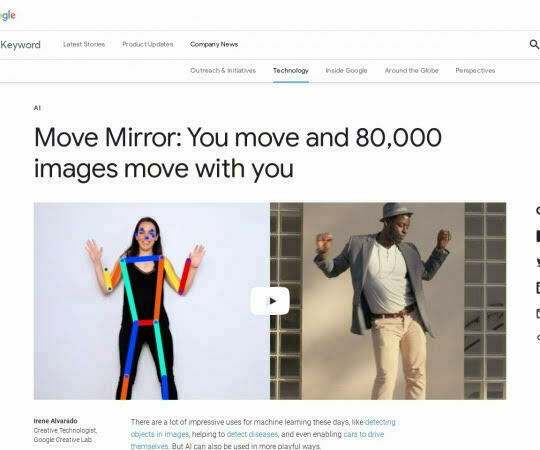 gle
Keyword Latest Stories Product Updates Company News
Outreach & Initiatives Technology Inside Google Around the Globe Perspectives
AI
Move Mirror: You move and 80,000
images move with you
Irene Alvarado
Creative Technologist,
Google Creative Lab
There are a lot of impressive uses for machine learning these days, like detecting
objects in images, helping to detect diseases, and even enabling cars to drive
themselves. But AI can also be used in more playful ways.